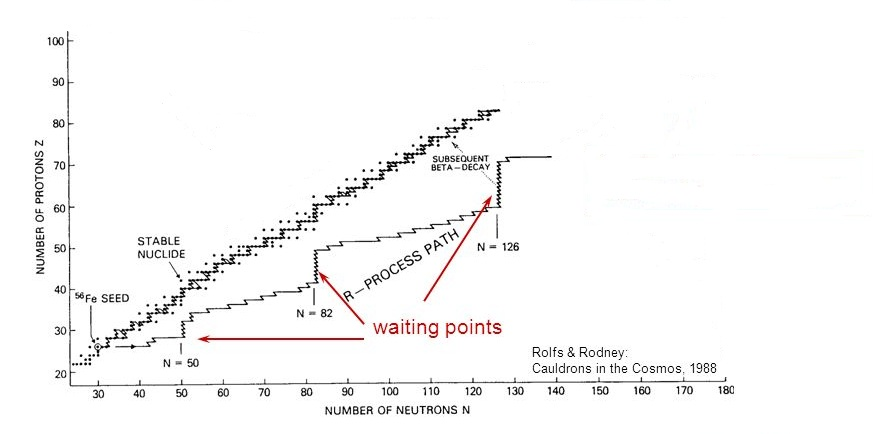 NUMBER OF PROTONS Z
100
90
80
70
60
50
40
30
20
STABLE
NUCLIDE
⁵⁶Fe SEED
SUBSEQUENT
BETA-DECAY
R-PROCESS PATH
N = 126
N = 82
N = 50
waiting points
Rolfs & Rodney:
Cauldrons in the Cosmos, 1988
30 40 50 60 70 80 90 100 110 120 130 140 150 160 170 180
NUMBER OF NEUTRONS N